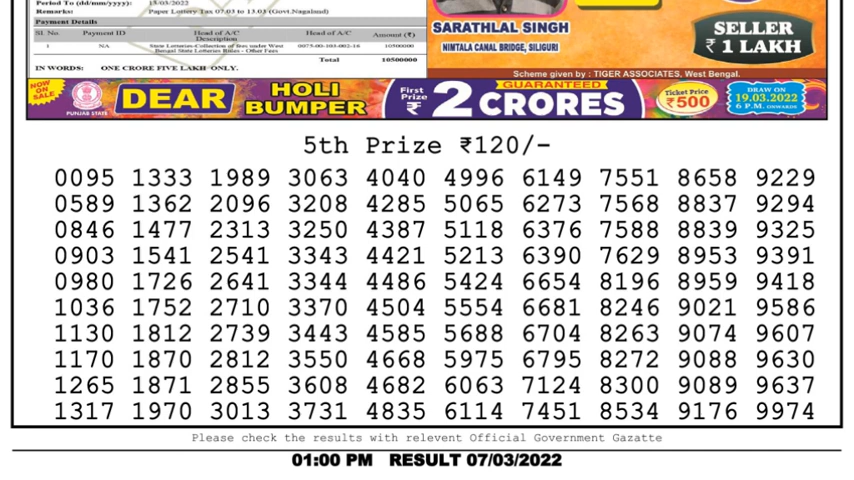 Period To (dd/mm/yyyy): 13/03/2022
Remarks: Paper Lottery Tax 07.03 to 13.03 (Govt.Nagaland)
Payment Details
Sl No. Payment ID Head of A/C Description Head of A/C Amount (₹)
1 NA State Lotteries-Collection of fees under West Bengal State Lotteries Rules - Other Fees 0075-00-103-002-16 10500000
Total 10500000
IN WORDS: ONE CRORE FIVE LAKH ONLY.
SARATHLAL SINGH
NIMTALA CANAL BRIDGE, SILIGURI
SELLER
₹ 1 LAKH
Scheme given by : TIGER ASSOCIATES, West Bengal.
NOW ON SALE
PUNJAB STATE
DEAR HOLI BUMPER
First Prize ₹ 2 CRORES
GUARANTEED
Ticket Price ₹500
DRAW ON 19.03.2022 6 P.M. ONWARDS
5th Prize ₹120/-
0095 1333 1989 3063 4040 4996 6149 7551 8658 9229
0589 1362 2096 3208 4285 5065 6273 7568 8837 9294
0846 1477 2313 3250 4387 5118 6376 7588 8839 9325
0903 1541 2541 3343 4421 5213 6390 7629 8953 9391
0980 1726 2641 3344 4486 5424 6654 8196 8959 9418
1036 1752 2710 3370 4504 5554 6681 8246 9021 9586
1130 1812 2739 3443 4585 5688 6704 8263 9074 9607
1170 1870 2812 3550 4668 5975 6795 8272 9088 9630
1265 1871 2855 3608 4682 6063 7124 8300 9089 9637
1317 1970 3013 3731 4835 6114 7451 8534 9176 9974
Please check the results with relevent Official Government Gazatte
01:00 PM RESULT 07/03/2022